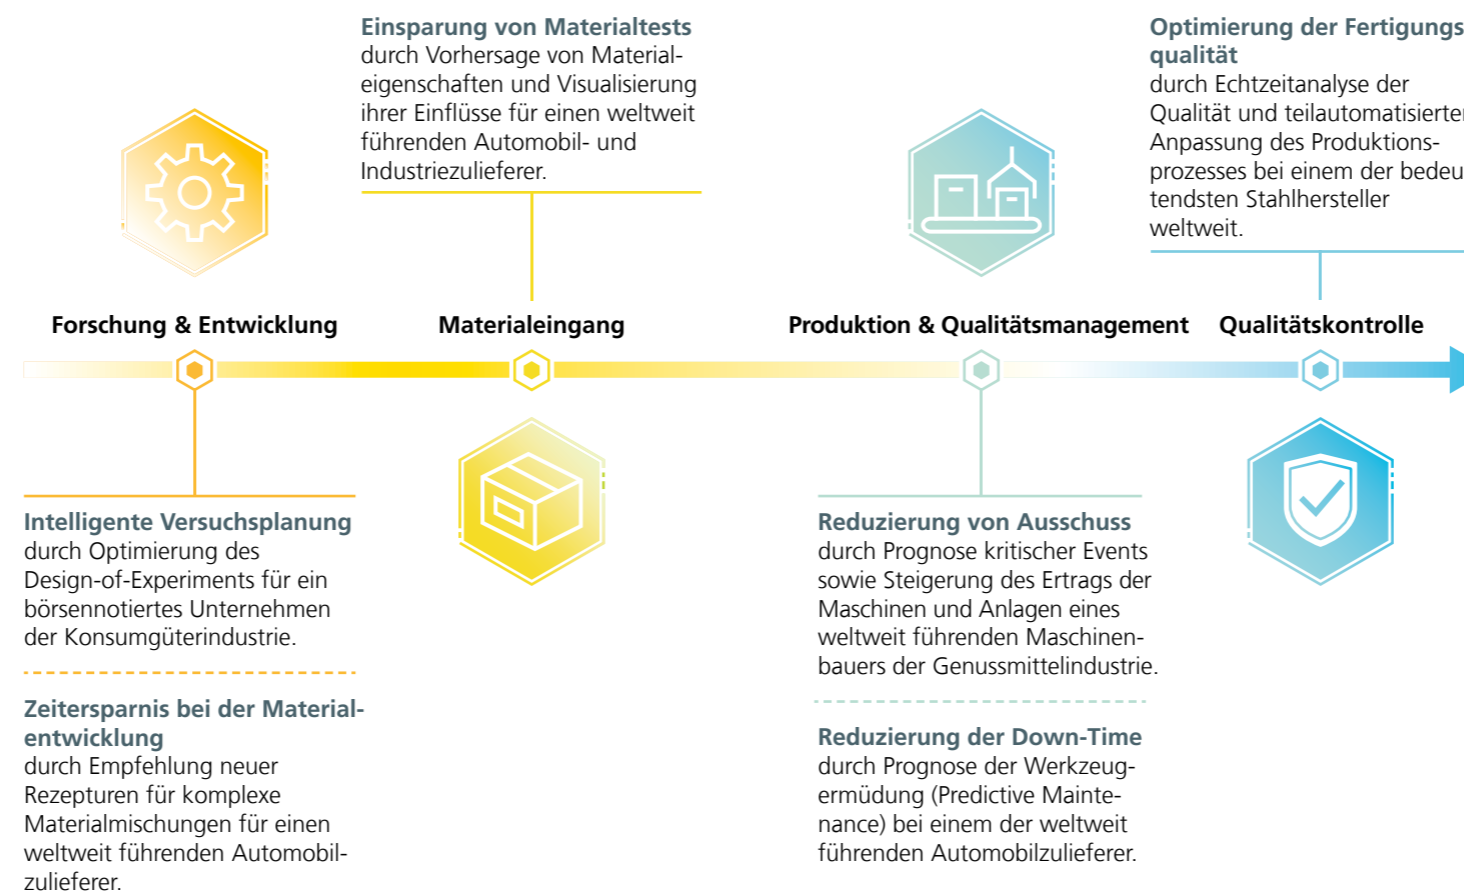 Einsparung von Materialtests
durch Vorhersage von Material-
eigenschaften und Visualisierung
ihrer Einflüsse für einen weltweit
führenden Automobil- und
Industriezulieferer.
Optimierung der Fertigungs
qualität
durch Echtzeitanalyse der
Qualität und teilautomatisierter
Anpassung des Produktions-
prozesses bei einem der bedeu
tendsten Stahlhersteller
weltweit.
Forschung & Entwicklung
Materialeingang
Produktion & Qualitätsmanagement
Qualitätskontrolle
Intelligente Versuchsplanung
durch Optimierung des
Design-of-Experiments für ein
börsennotiertes Unternehmen
der Konsumgüterindustrie.
Zeitersparnis bei der Material-
entwicklung
durch Empfehlung neuer
Rezepturen für komplexe
Materialmischungen für einen
weltweit führenden Automobil-
zulieferer.
Reduzierung von Ausschuss
durch Prognose kritischer Events
sowie Steigerung des Ertrags der
Maschinen und Anlagen eines
weltweit führenden Maschinen-
bauers der Genussmittelindustrie.
Reduzierung der Down-Time
durch Prognose der Werkzeug-
ermüdung (Predictive Mainte-
nance) bei einem der weltweit
führenden Automobilzulieferer.